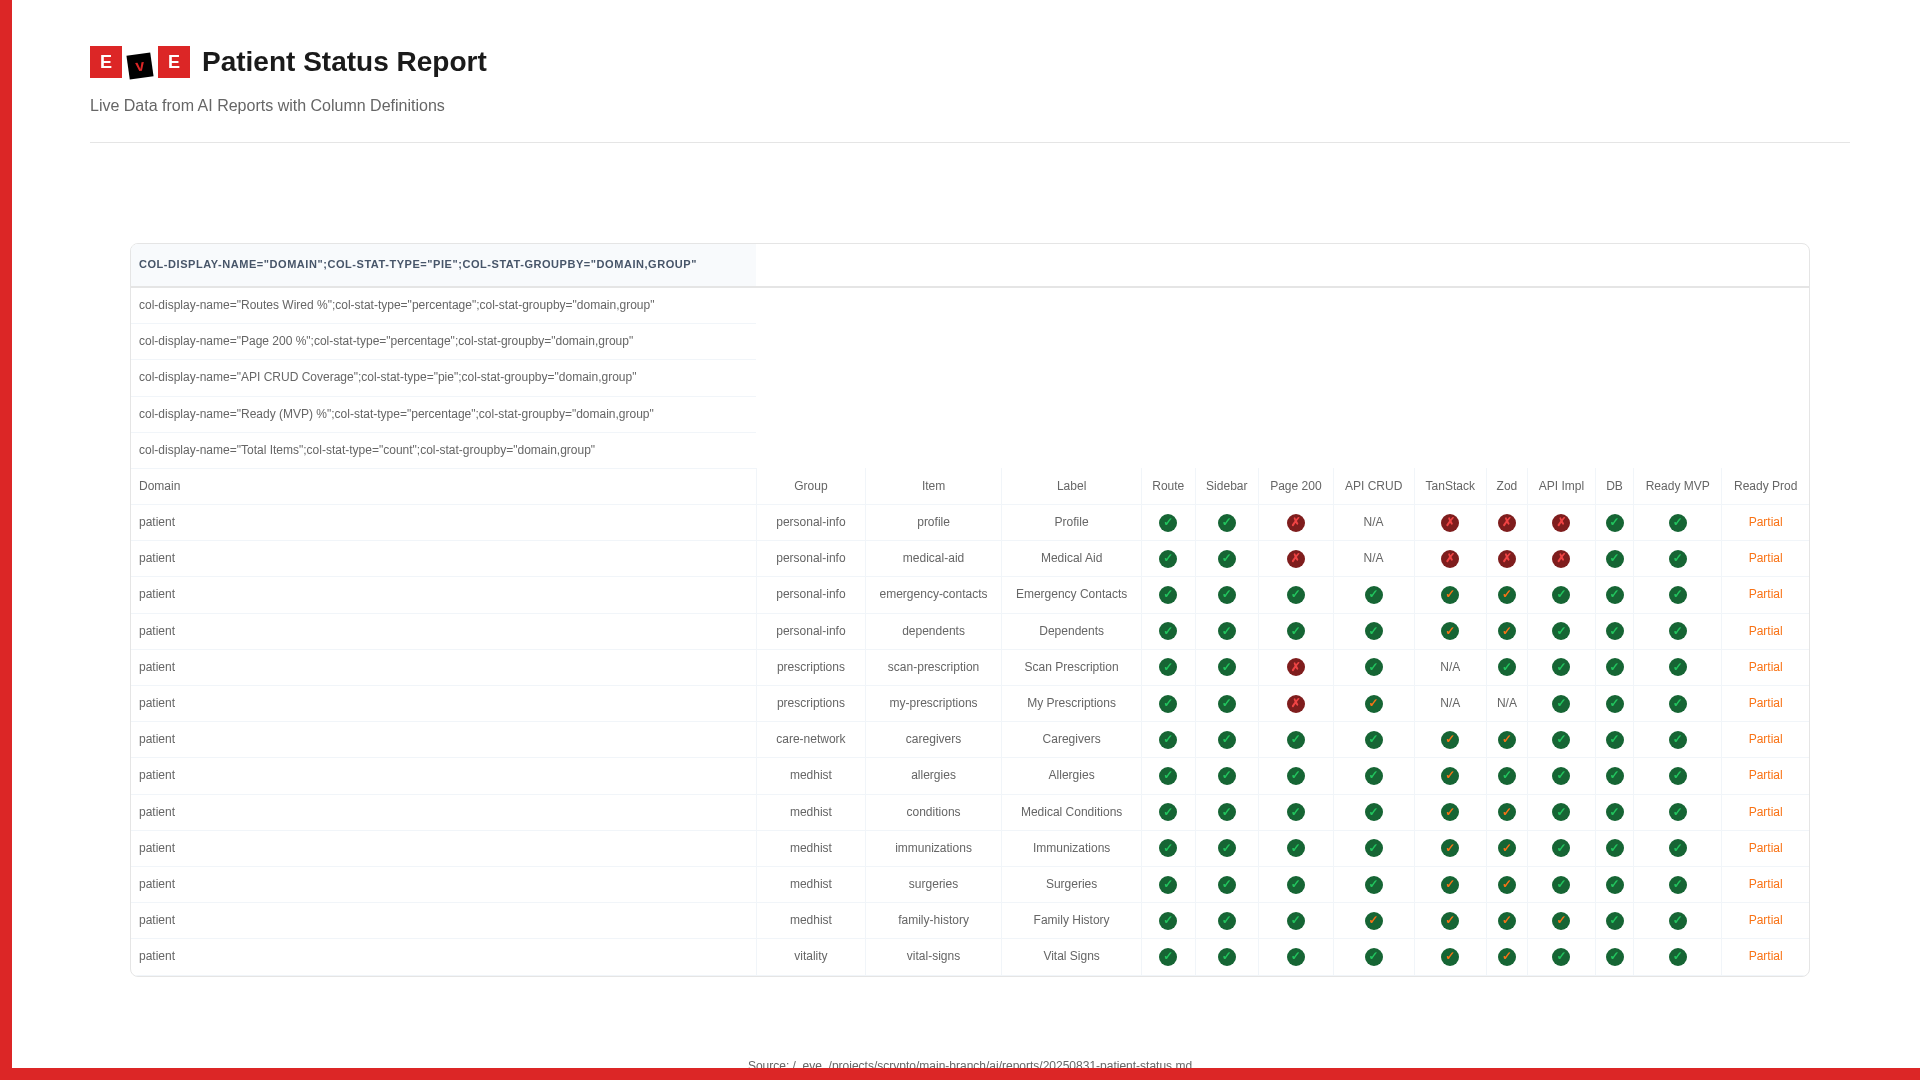 E v E Patient Status Report
Live Data from AI Reports with Column Definitions
COL-DISPLAY-NAME="DOMAIN";COL-STAT-TYPE="PIE";COL-STAT-GROUPBY="DOMAIN,GROUP"
col-display-name="Routes Wired %";col-stat-type="percentage";col-stat-groupby="domain,group"
col-display-name="Page 200 %";col-stat-type="percentage";col-stat-groupby="domain,group"
col-display-name="API CRUD Coverage";col-stat-type="pie";col-stat-groupby="domain,group"
col-display-name="Ready (MVP) %";col-stat-type="percentage";col-stat-groupby="domain,group"
col-display-name="Total Items";col-stat-type="count";col-stat-groupby="domain,group"
Domain Group Item Label Route Sidebar Page 200 API CRUD TanStack Zod API Impl DB Ready MVP Ready Prod
patient personal-info profile Profile ✓ ✓ ✗ N/A ✗ ✗ ✗ ✓ ✓ Partial
patient personal-info medical-aid Medical Aid ✓ ✓ ✗ N/A ✗ ✗ ✗ ✓ ✓ Partial
patient personal-info emergency-contacts Emergency Contacts ✓ ✓ ✓ ✓ ✓ ✓ ✓ ✓ ✓ Partial
patient personal-info dependents Dependents ✓ ✓ ✓ ✓ ✓ ✓ ✓ ✓ ✓ Partial
patient prescriptions scan-prescription Scan Prescription ✓ ✓ ✗ ✓ N/A ✓ ✓ ✓ ✓ Partial
patient prescriptions my-prescriptions My Prescriptions ✓ ✓ ✗ ✓ N/A N/A ✓ ✓ ✓ Partial
patient care-network caregivers Caregivers ✓ ✓ ✓ ✓ ✓ ✓ ✓ ✓ ✓ Partial
patient medhist allergies Allergies ✓ ✓ ✓ ✓ ✓ ✓ ✓ ✓ ✓ Partial
patient medhist conditions Medical Conditions ✓ ✓ ✓ ✓ ✓ ✓ ✓ ✓ ✓ Partial
patient medhist immunizations Immunizations ✓ ✓ ✓ ✓ ✓ ✓ ✓ ✓ ✓ Partial
patient medhist surgeries Surgeries ✓ ✓ ✓ ✓ ✓ ✓ ✓ ✓ ✓ Partial
patient medhist family-history Family History ✓ ✓ ✓ ✓ ✓ ✓ ✓ ✓ ✓ Partial
patient vitality vital-signs Vital Signs ✓ ✓ ✓ ✓ ✓ ✓ ✓ ✓ ✓ Partial
Source: /_eve_/projects/scrypto/main-branch/ai/reports/20250831-patient-status.md